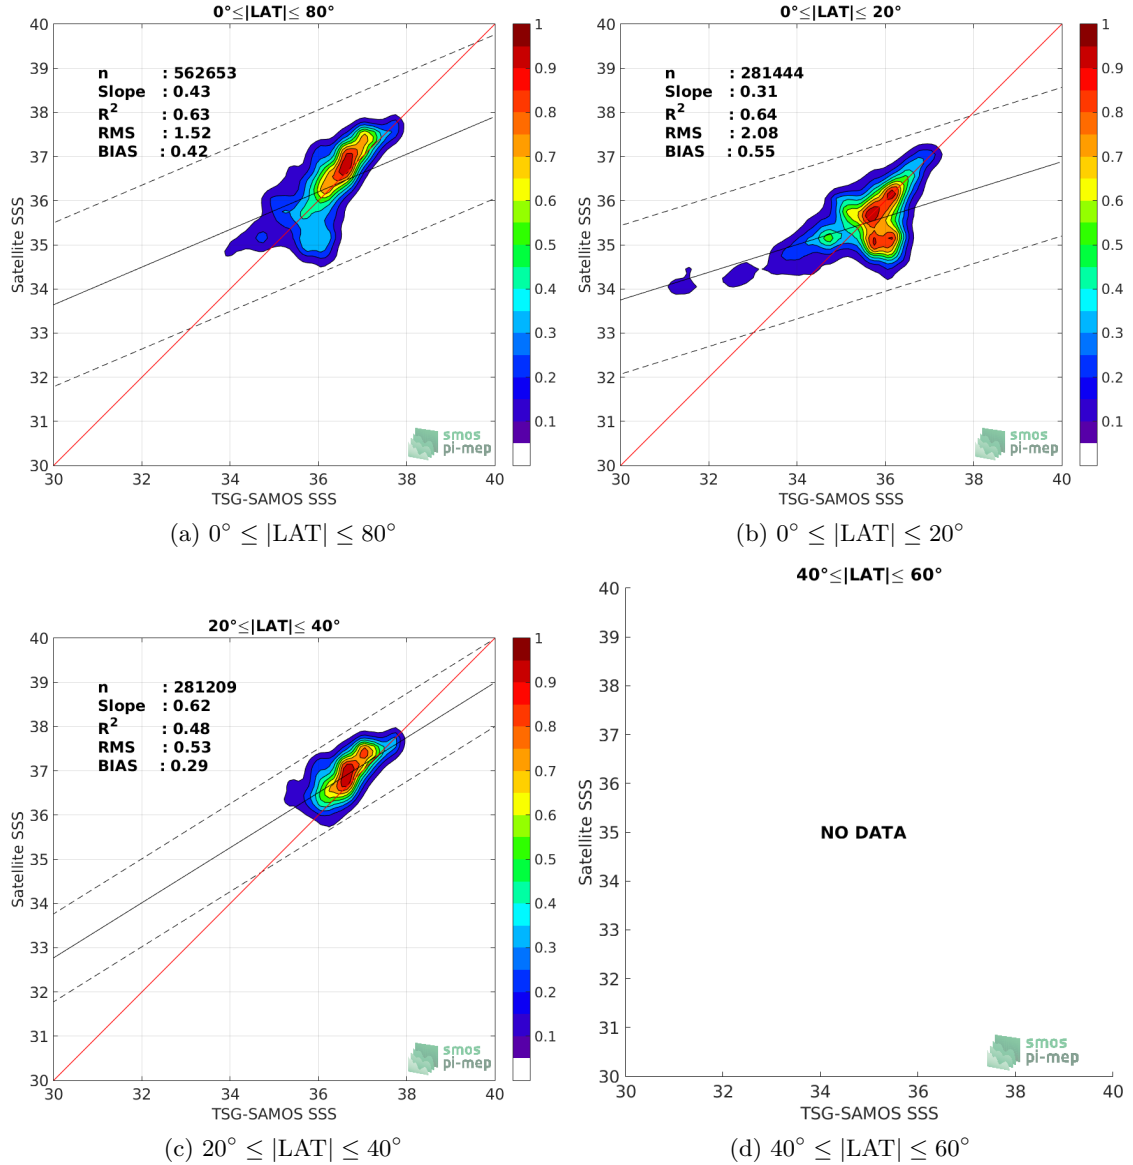 0°≤|LAT|≤ 80°
n : 562653
Slope : 0.43
R2 : 0.63
RMS : 1.52
BIAS : 0.42
40
39
38
37
36
35
34
33
32
31
30
Satellite SSS
30 32 34 36 38 40
TSG-SAMOS SSS
1
0.9
0.8
0.7
0.6
0.5
0.4
0.3
0.2
0.1
smos
pi-mep
(a) 0° ≤ |LAT| ≤ 80°
0°≤|LAT|≤ 20°
n : 281444
Slope : 0.31
R2 : 0.64
RMS : 2.08
BIAS : 0.55
40
39
38
37
36
35
34
33
32
31
30
Satellite SSS
30 32 34 36 38 40
TSG-SAMOS SSS
1
0.9
0.8
0.7
0.6
0.5
0.4
0.3
0.2
0.1
smos
pi-mep
(b) 0° ≤ |LAT| ≤ 20°
20°≤|LAT|≤ 40°
n : 281209
Slope : 0.62
R2 : 0.48
RMS : 0.53
BIAS : 0.29
40
39
38
37
36
35
34
33
32
31
30
Satellite SSS
30 32 34 36 38 40
TSG-SAMOS SSS
1
0.9
0.8
0.7
0.6
0.5
0.4
0.3
0.2
0.1
smos
pi-mep
(c) 20° ≤ |LAT| ≤ 40°
40°≤|LAT|≤ 60°
40
39
38
37
36
35
34
33
32
31
30
Satellite SSS
NO DATA
30 32 34 36 38 40
TSG-SAMOS SSS
smos
pi-mep
(d) 40° ≤ |LAT| ≤ 60°